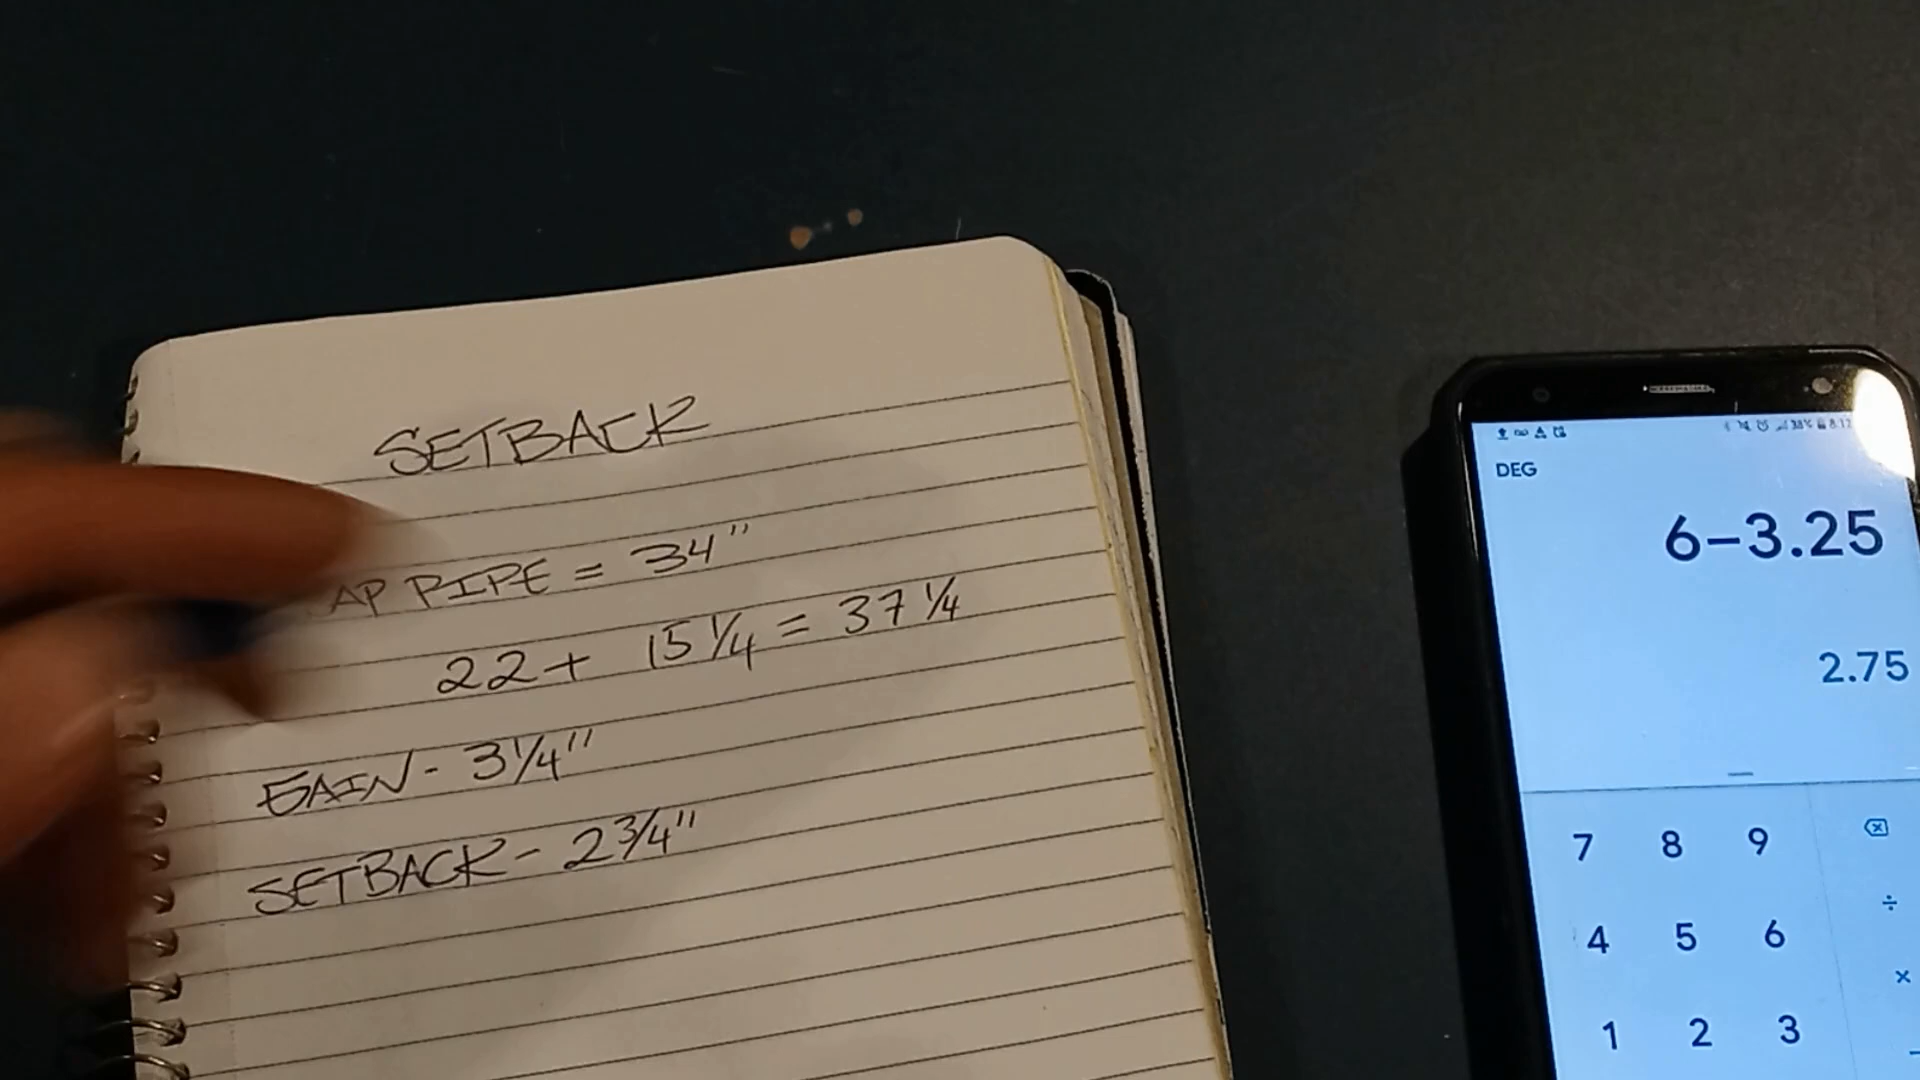 SETBACK
PIPE = 34"
22 + 15 1/4 = 37 1/4
GAIN - 3 1/4"
SETBACK - 2 3/4"
DEG
6−3.25
2.75
7 8 9
÷
4 5 6
×
1 2 3
−